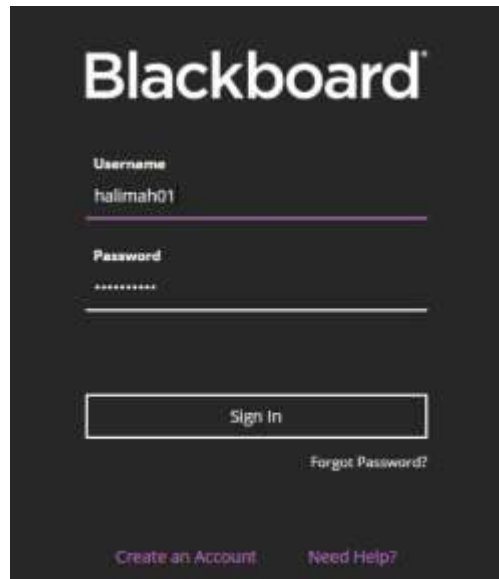 Blackboard®
Username
halimah01
Password
••••••••••
Sign In
Forgot Password?
Create an Account Need Help?